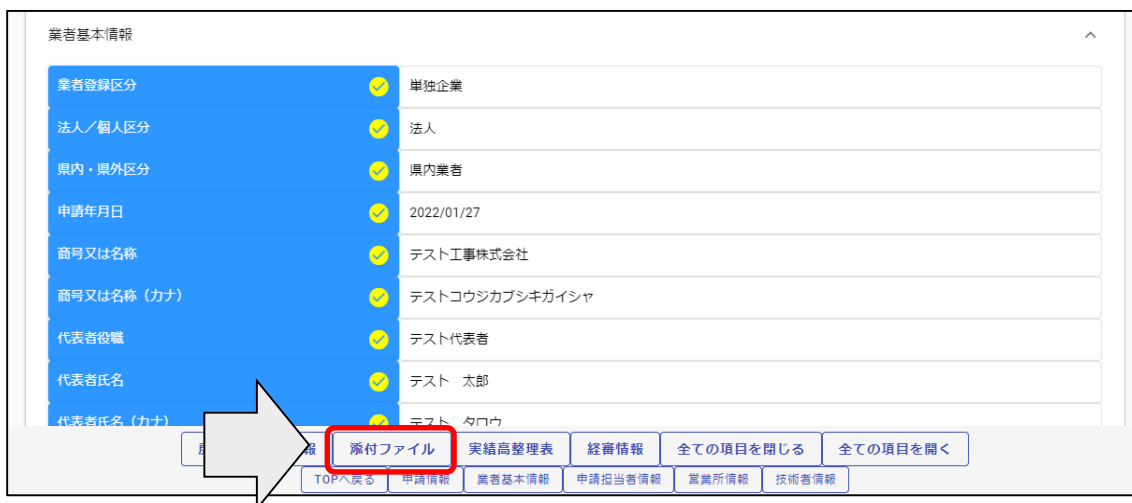 業者基本情報
業者登録区分 単独企業
法人／個人区分 法人
県内・県外区分 県内業者
申請年月日 2022/01/27
商号又は名称 テスト工事株式会社
商号又は名称（カナ） テストコウジカブシキガイシャ
代表者役職 テスト代表者
代表者氏名 テスト　太郎
代表者氏名（カナ） テスト　タロウ
報 添付ファイル 実績高整理表 経審情報 全ての項目を閉じる 全ての項目を開く
TOPへ戻る 申請情報 業者基本情報 申請担当者情報 営業所情報 技術者情報